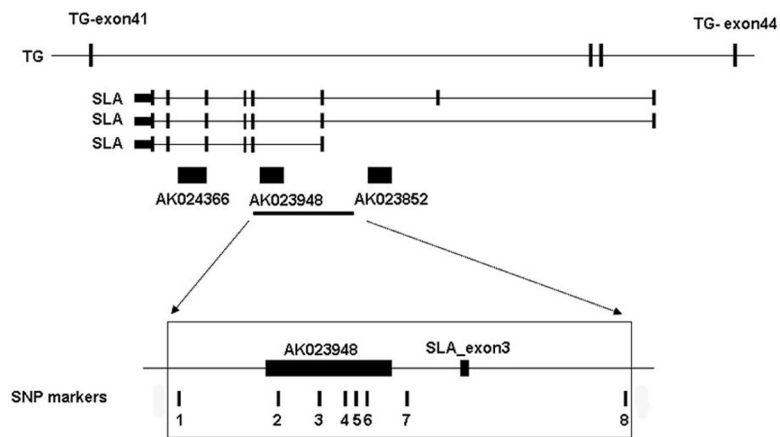 TG-exon41
TG- exon44
TG
SLA
SLA
SLA
AK024366 AK023948 AK023852
AK023948 SLA_exon3
SNP markers
1 2 3 4 5 6 7 8